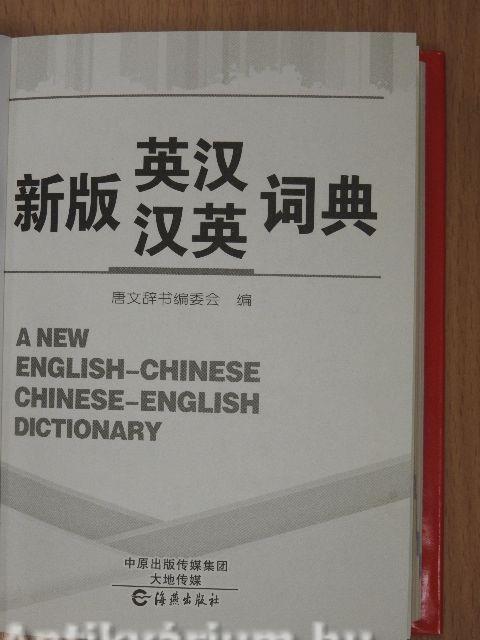 新版 英汉 词典
汉英
唐文辞书编委会 编
A NEW
ENGLISH-CHINESE
CHINESE-ENGLISH
DICTIONARY
中原出版传媒集团
大地传媒
海燕出版社
Antikvárium.hu